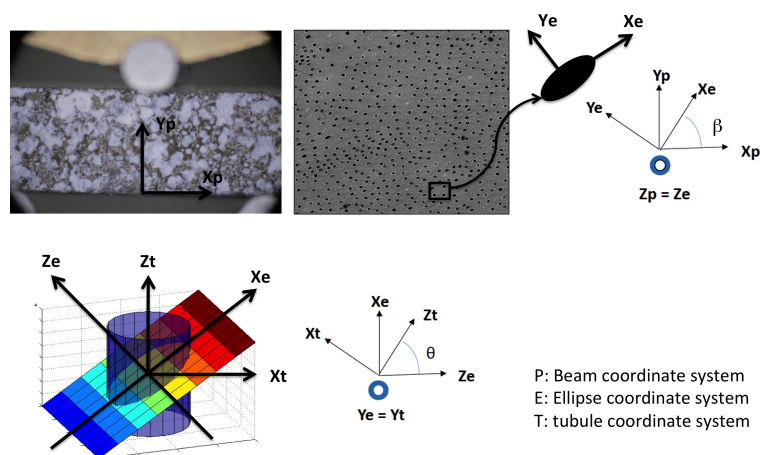 Ye
Xe
Yp
Xp
Yp
Xe
Ye
β
Xp
Zp = Ze
Ze
Zt
Xe
Xt
Xe
Zt
Xt
θ
Ze
Ye = Yt
P: Beam coordinate system
E: Ellipse coordinate system
T: tubule coordinate system